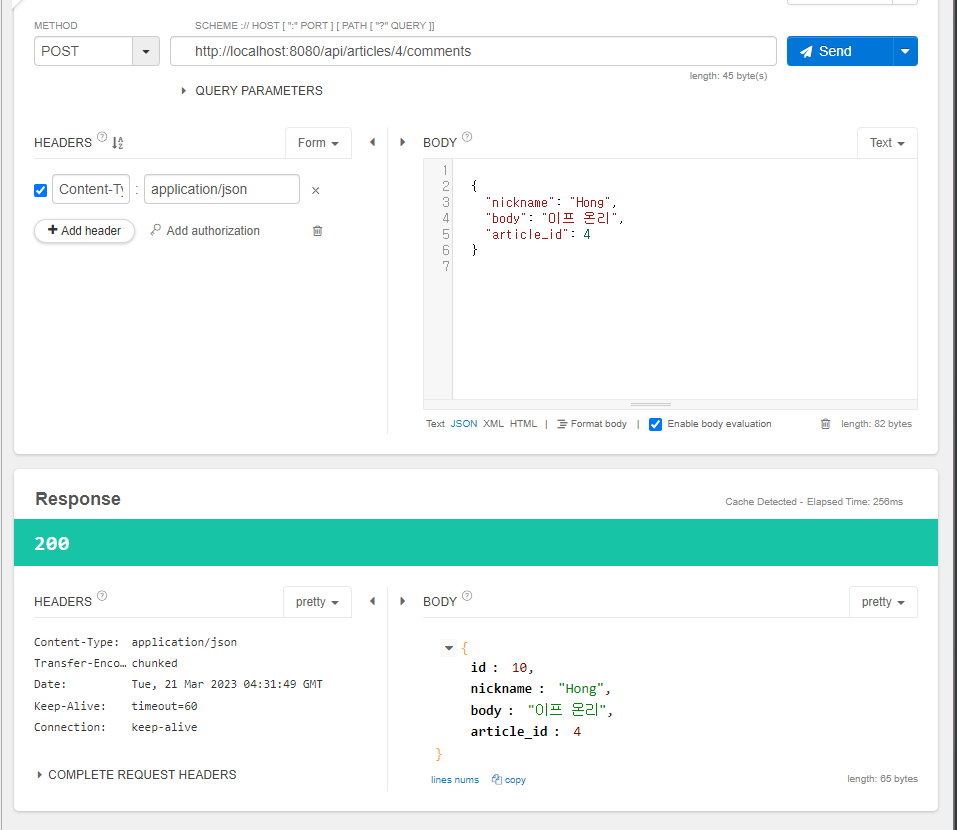 METHOD
SCHEME :// HOST [ ":" PORT ] [ PATH [ "?" QUERY ]]
POST
http://localhost:8080/api/articles/4/comments
Send
length: 45 byte(s)
QUERY PARAMETERS
HEADERS ? Form
BODY ? Text
Content-Ty : application/json ×
+ Add header Add authorization
1
2 {
3 "nickname": "Hong",
4 "body": "이프 온리",
5 "article_id": 4
6 }
7
Text JSON XML HTML | Format body | Enable body evaluation length: 82 bytes
Response
Cache Detected - Elapsed Time: 256ms
200
HEADERS ? pretty
BODY ? pretty
Content-Type: application/json
Transfer-Enco… chunked
Date: Tue, 21 Mar 2023 04:31:49 GMT
Keep-Alive: timeout=60
Connection: keep-alive
COMPLETE REQUEST HEADERS
{
id : 10,
nickname : "Hong",
body : "이프 온리",
article_id : 4
}
lines nums copy
length: 65 bytes